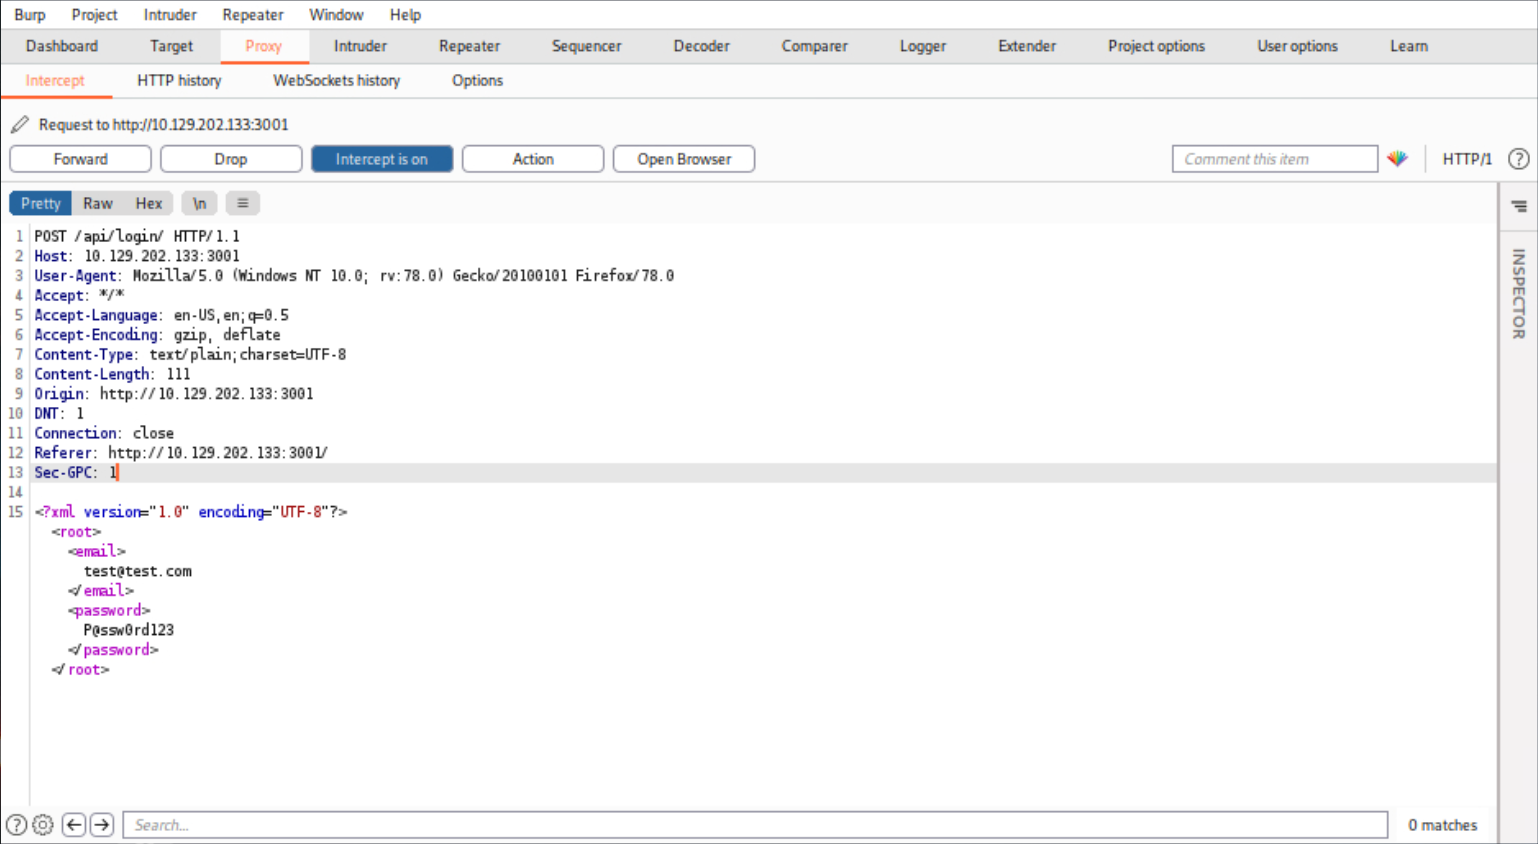 Burp Project Intruder Repeater Window Help
Dashboard Target Proxy Intruder Repeater Sequencer Decoder Comparer Logger Extender Project options User options Learn
Intercept HTTP history WebSockets history Options
Request to http://10.129.202.133:3001
Forward Drop Intercept is on Action Open Browser Comment this item HTTP/1 ?
Pretty Raw Hex \n ≡
1 POST /api/login/ HTTP/1.1
2 Host: 10.129.202.133:3001
3 User-Agent: Mozilla/5.0 (Windows NT 10.0; rv:78.0) Gecko/20100101 Firefox/78.0
4 Accept: */*
5 Accept-Language: en-US,en;q=0.5
6 Accept-Encoding: gzip, deflate
7 Content-Type: text/plain;charset=UTF-8
8 Content-Length: 111
9 Origin: http://10.129.202.133:3001
10 DNT: 1
11 Connection: close
12 Referer: http://10.129.202.133:3001/
13 Sec-GPC: 1
14
15 <?xml version="1.0" encoding="UTF-8"?>
<root>
<email>
test@test.com
</email>
<password>
P@ssw0rd123
</password>
</root>
INSPECTOR
? Search... 0 matches